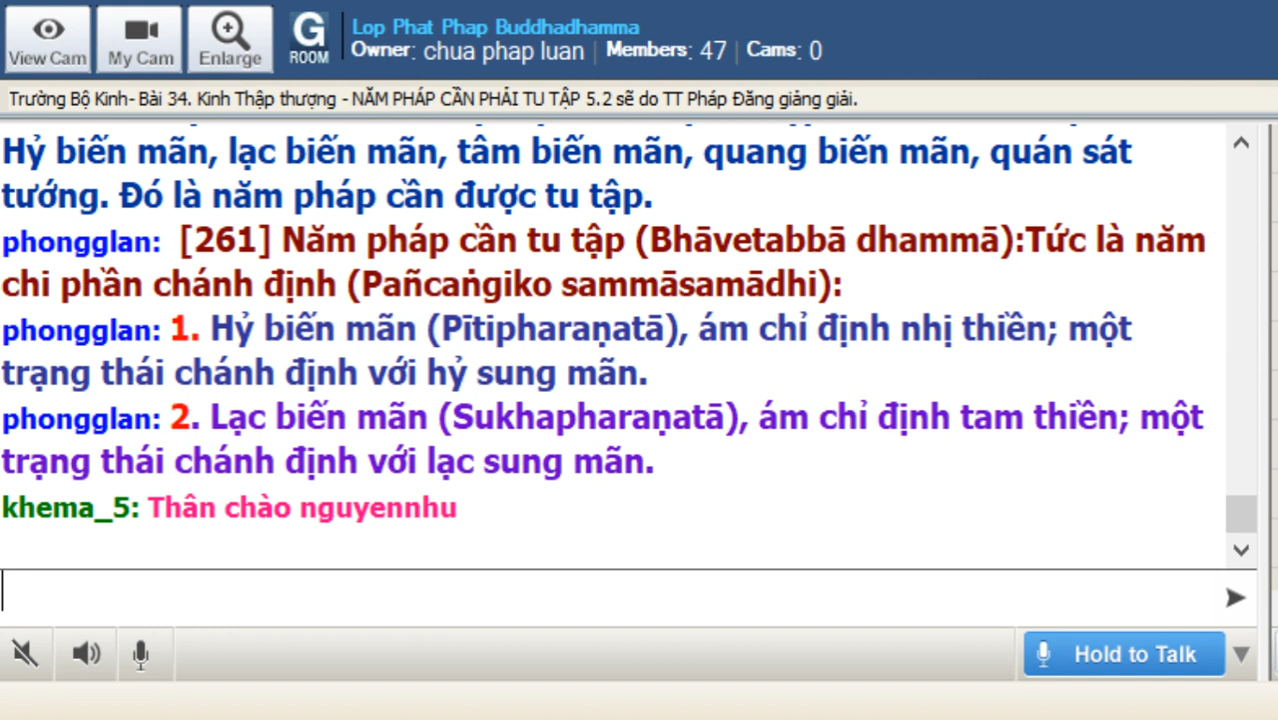 View Cam
My Cam
Enlarge
G
ROOM
Lop Phat Phap Buddhadhamma
Owner: chua phap luan | Members: 47 | Cams: 0
Trường Bộ Kinh- Bài 34. Kinh Thập thượng - NĂM PHÁP CẦN PHẢI TU TẬP 5.2 sẽ do TT Pháp Đăng giảng giải.
Hỷ biến mãn, lạc biến mãn, tâm biến mãn, quang biến mãn, quán sát
tướng. Đó là năm pháp cần được tu tập.
phongglan: [261] Năm pháp cần tu tập (Bhāvetabbā dhammā):Tức là năm
chi phần chánh định (Pañcaṅgiko sammāsamādhi):
phongglan: 1. Hỷ biến mãn (Pītipharaṇatā), ám chỉ định nhị thiền; một
trạng thái chánh định với hỷ sung mãn.
phongglan: 2. Lạc biến mãn (Sukhapharaṇatā), ám chỉ định tam thiền; một
trạng thái chánh định với lạc sung mãn.
khema_5: Thân chào nguyennhu
Hold to Talk